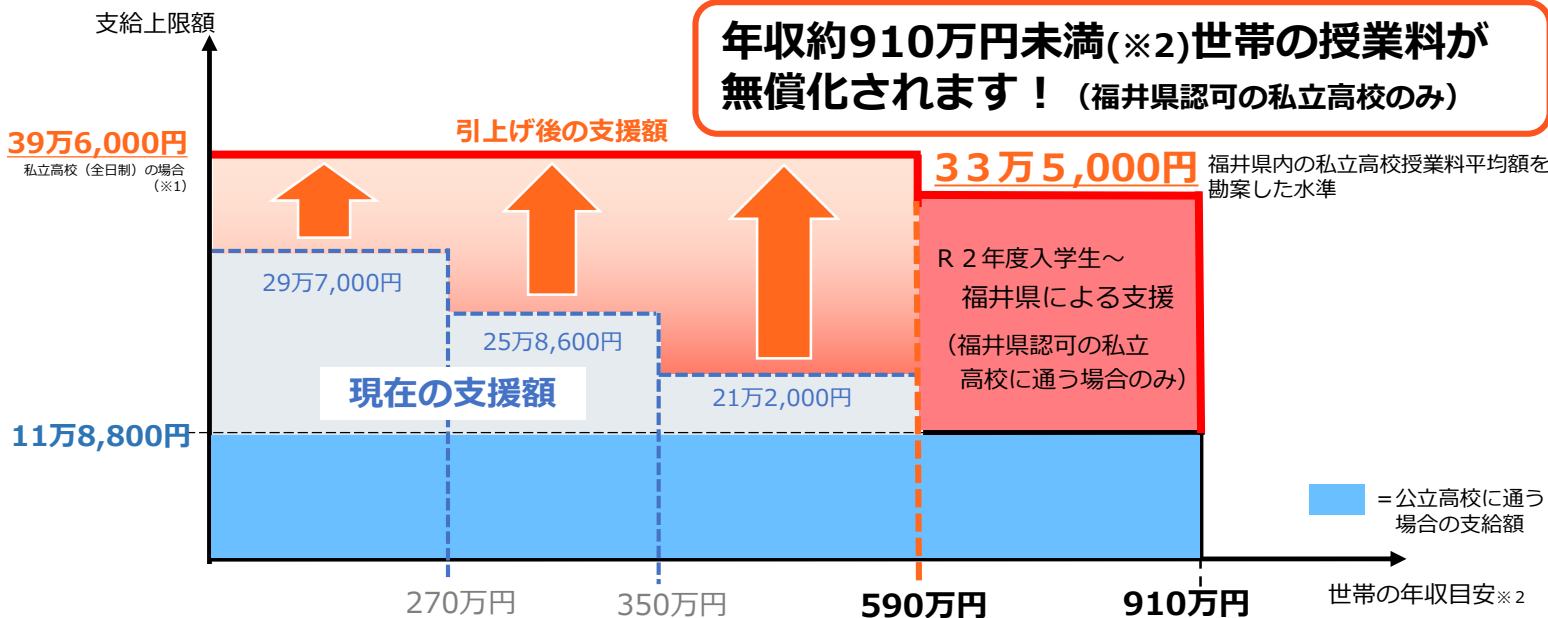 支給上限額
年収約910万円未満(※2)世帯の授業料が
無償化されます！（福井県認可の私立高校のみ）
39万6,000円
私立高校（全日制）の場合
（※1）
引上げ後の支援額
33万5,000円
福井県内の私立高校授業料平均額を
勘案した水準
29万7,000円
25万8,600円
21万2,000円
現在の支援額
R２年度入学生～
福井県による支援
（福井県認可の私立
高校に通う場合のみ）
11万8,800円
＝公立高校に通う
場合の支給額
270万円
350万円
590万円
910万円
世帯の年収目安※2